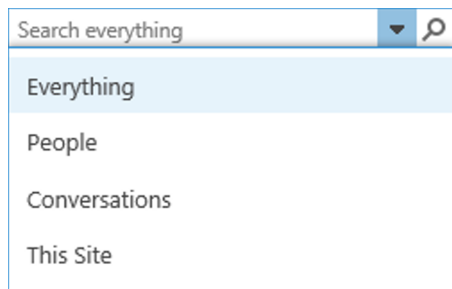 Search everything
Everything
People
Conversations
This Site